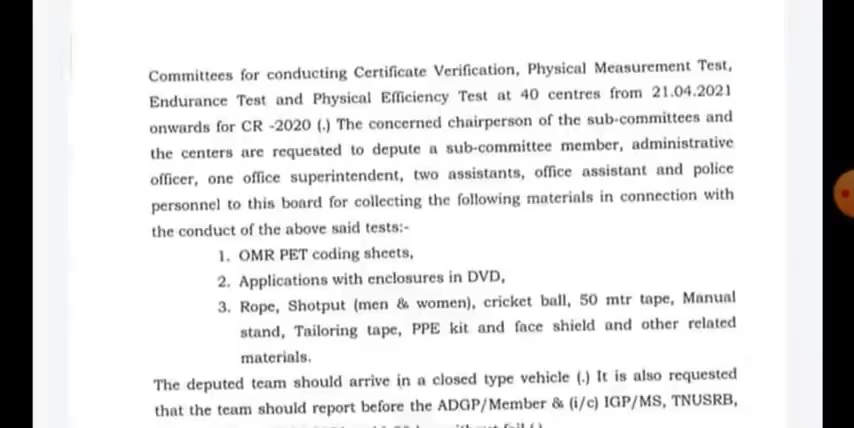 Committees for conducting Certificate Verification, Physical Measurement Test,
Endurance Test and Physical Efficiency Test at 40 centres from 21.04.2021
onwards for CR -2020 (.) The concerned chairperson of the sub-committees and
the centers are requested to depute a sub-committee member, administrative
officer, one office superintendent, two assistants, office assistant and police
personnel to this board for collecting the following materials in connection with
the conduct of the above said tests:-
1. OMR PET coding sheets,
2. Applications with enclosures in DVD,
3. Rope, Shotput (men & women), cricket ball, 50 mtr tape, Manual
stand, Tailoring tape, PPE kit and face shield and other related
materials.
The deputed team should arrive in a closed type vehicle (.) It is also requested
that the team should report before the ADGP/Member & (i/c) IGP/MS, TNUSRB,